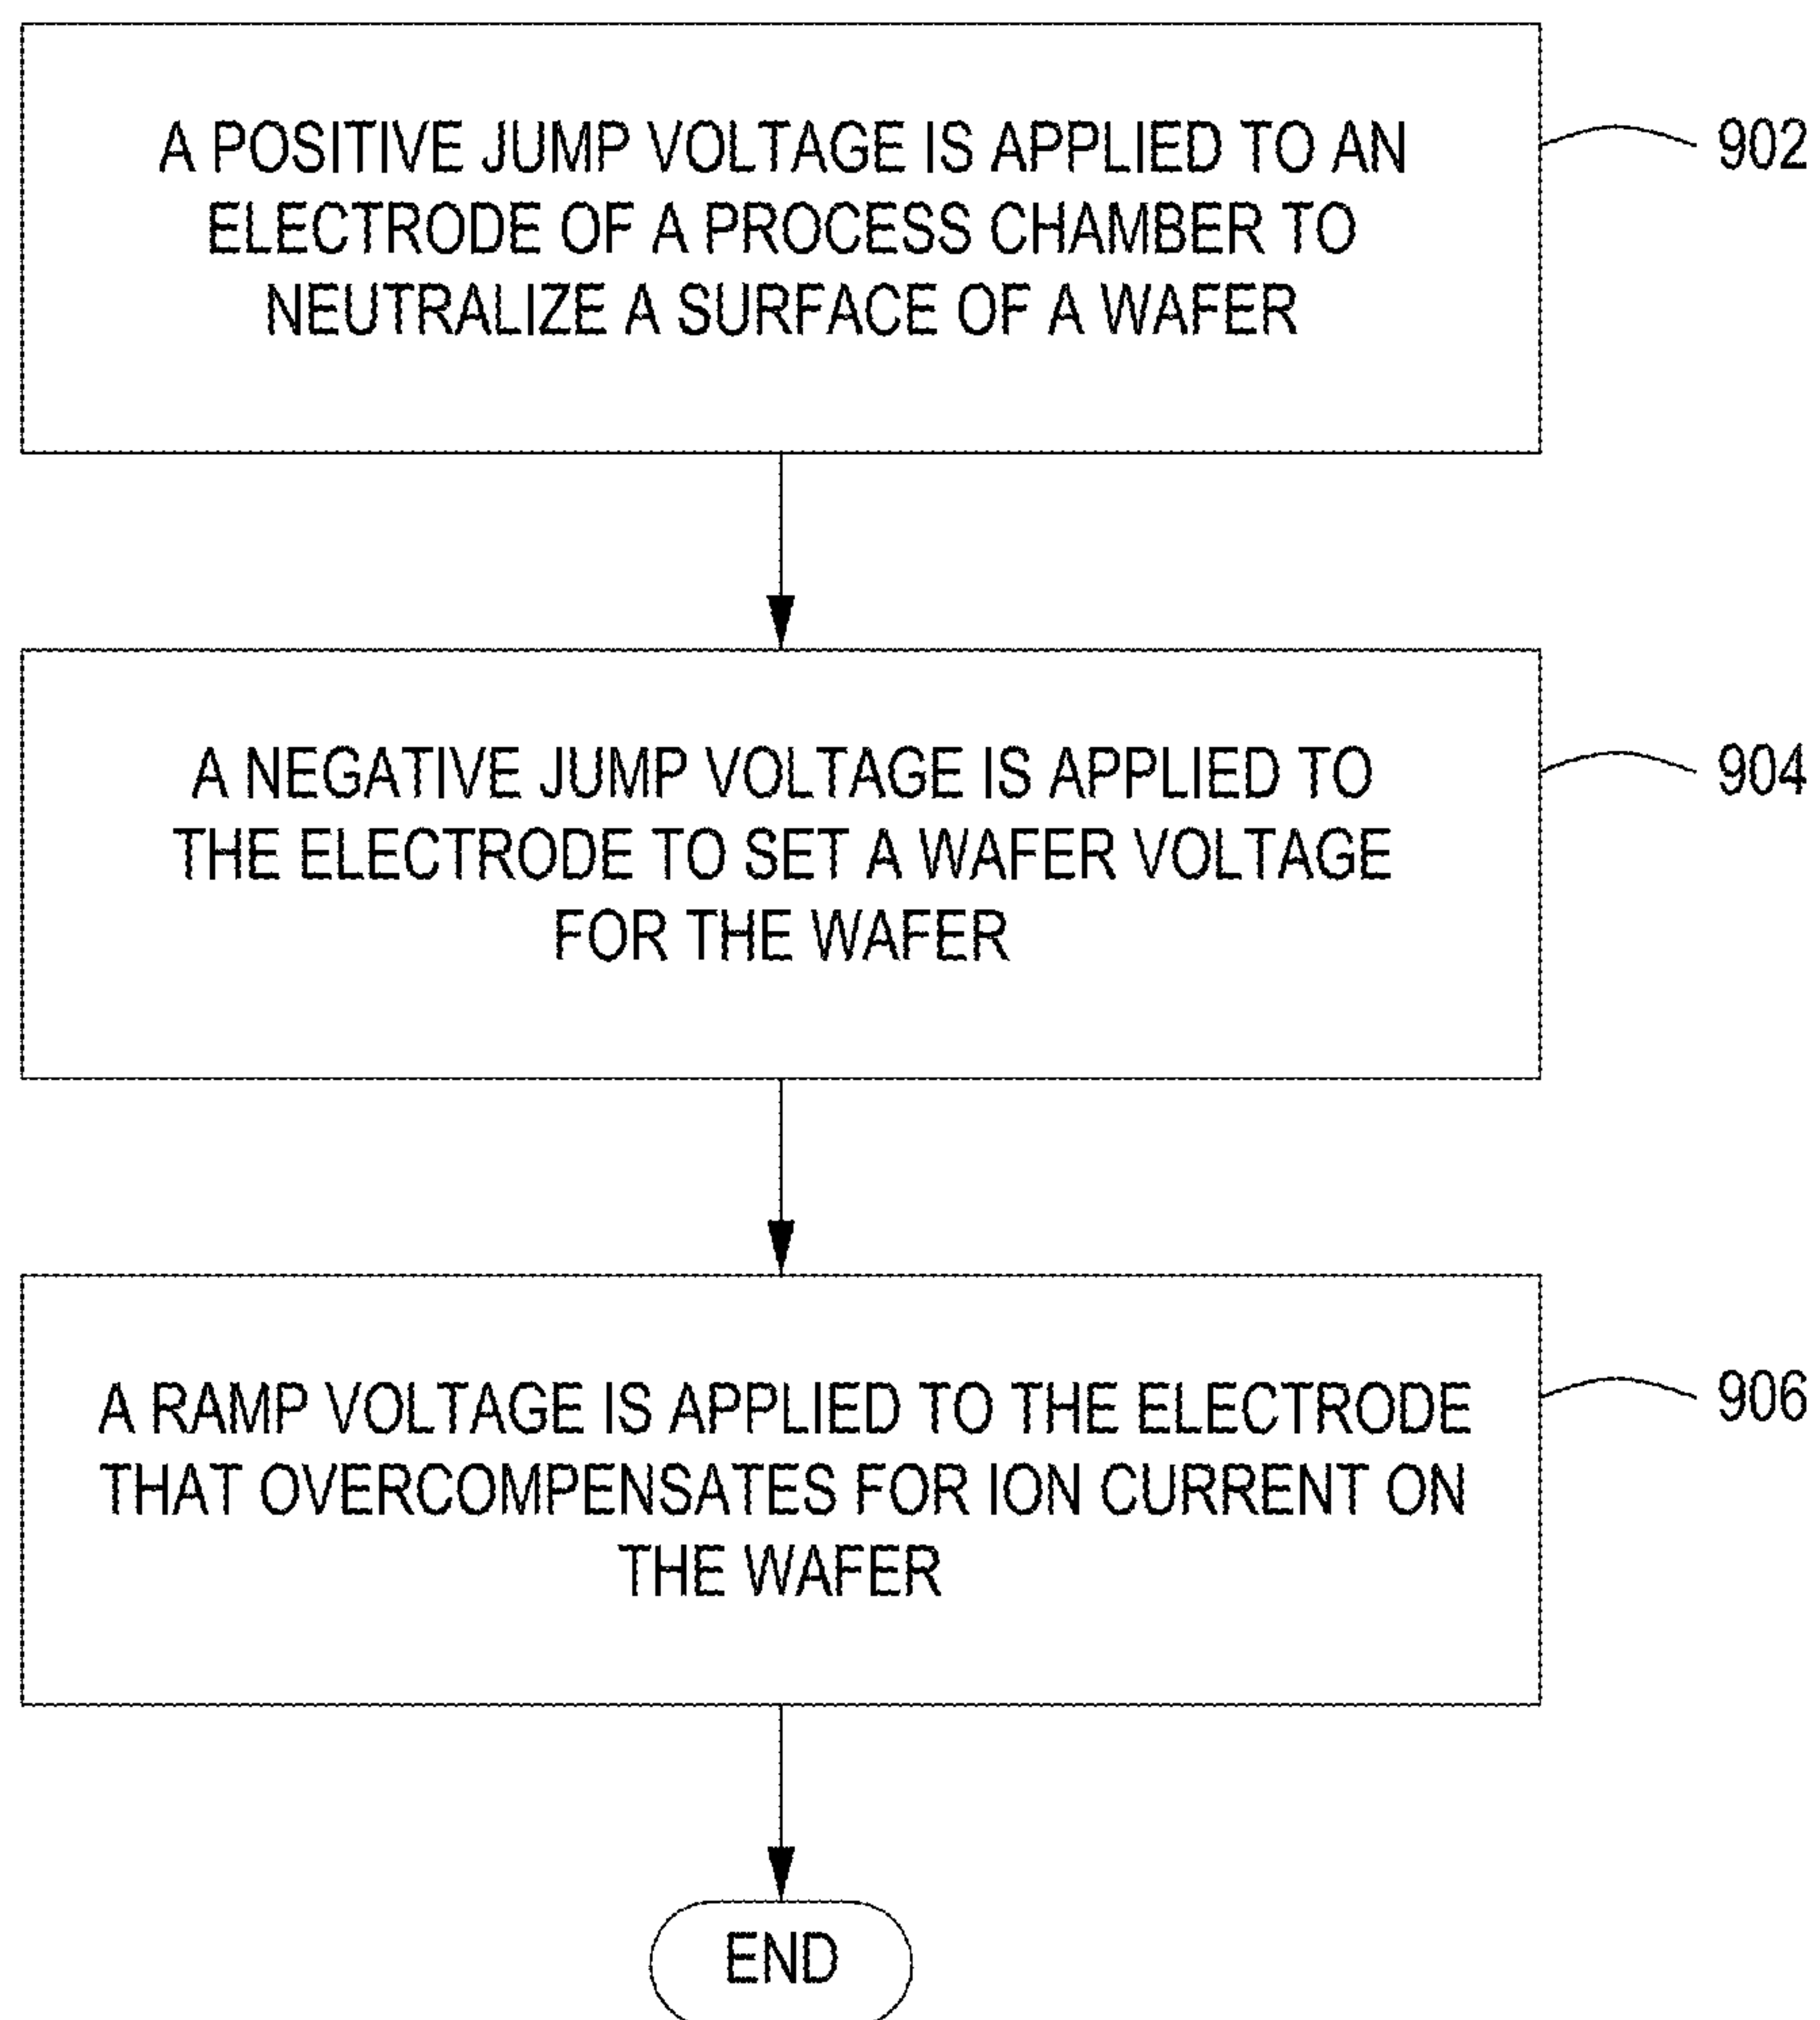 A POSITIVE JUMP VOLTAGE IS APPLIED TO AN
ELECTRODE OF A PROCESS CHAMBER TO
NEUTRALIZE A SURFACE OF A WAFER
902
A NEGATIVE JUMP VOLTAGE IS APPLIED TO
THE ELECTRODE TO SET A WAFER VOLTAGE
FOR THE WAFER
904
A RAMP VOLTAGE IS APPLIED TO THE ELECTRODE
THAT OVERCOMPENSATES FOR ION CURRENT ON
THE WAFER
906
END